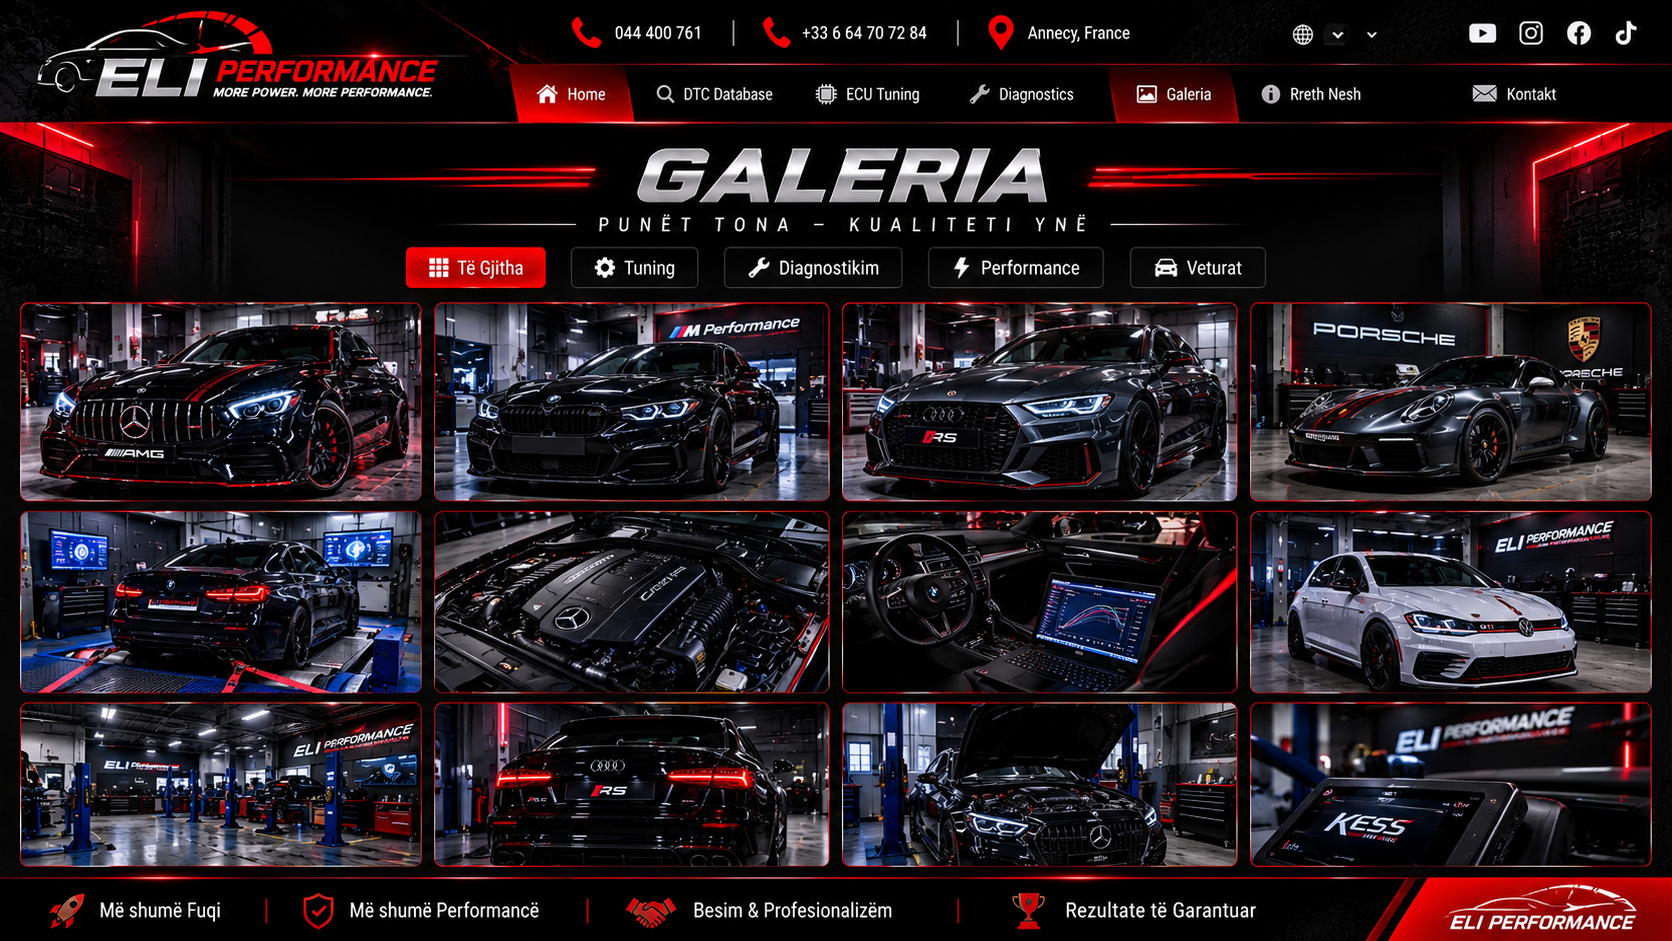 ELI PERFORMANCE
MORE POWER. MORE PERFORMANCE.
044 400 761
+33 6 64 70 72 84
Annecy, France
Home
DTC Database
ECU Tuning
Diagnostics
Galeria
Rreth Nesh
Kontakt
GALERIA
PUNËT TONA – KUALITETI YNË
Të Gjitha
Tuning
Diagnostikim
Performance
Veturat
AMG
M Performance
RS
PORSCHE
PORSCHE
ELI PERFORMANCE
ELI PERFORMANCE
ELI PERFORMANCE
RS
ELI PERFORMANCE
KESS
Më shumë Fuqi
Më shumë Performancë
Besim & Profesionalizëm
Rezultate të Garantuar
ELI PERFORMANCE